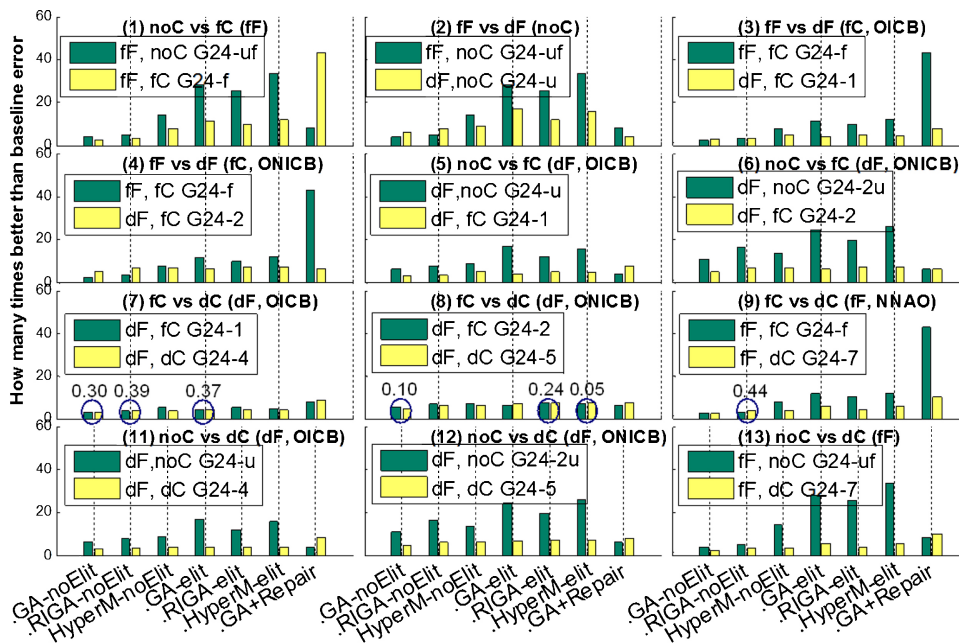 How many times better than baseline error
60
40
20
0
(1) noC vs fC (fF)
fF, noC G24-uf
fF, fC G24-f
(2) fF vs dF (noC)
fF, noC G24-uf
dF,noC G24-u
(3) fF vs dF (fC, OICB)
fF, fC G24-f
dF, fC G24-1
60
40
20
0
(4) fF vs dF (fC, ONICB)
fF, fC G24-f
dF, fC G24-2
(5) noC vs fC (dF, OICB)
dF,noC G24-u
dF, fC G24-1
(6) noC vs fC (dF, ONICB)
dF, noC G24-2u
dF, fC G24-2
60
40
20
0
(7) fC vs dC (dF, OICB)
dF, fC G24-1
dF, dC G24-4
0.30 0.39 0.37
(8) fC vs dC (dF, ONICB)
dF, fC G24-2
dF, dC G24-5
0.10 0.24 0.05
(9) fC vs dC (fF, NNAO)
fF, fC G24-f
fF, dC G24-7
0.44
60
40
20
0
(11) noC vs dC (dF, OICB)
dF,noC G24-u
dF, dC G24-4
(12) noC vs dC (dF, ONICB)
dF, noC G24-2u
dF, dC G24-5
(13) noC vs dC (fF)
fF, noC G24-uf
fF, dC G24-7
.GA-noElit
.RIGA-noElit
HyperM-noElit
.GA-elit
.RIGA-elit
.HyperM-elit
.GA+Repair
.GA-noElit
.RIGA-noElit
HyperM-noElit
.GA-elit
.RIGA-elit
.HyperM-elit
.GA+Repair
.GA-noElit
.RIGA-noElit
HyperM-noElit
.GA-elit
.RIGA-elit
.HyperM-elit
.GA+Repair